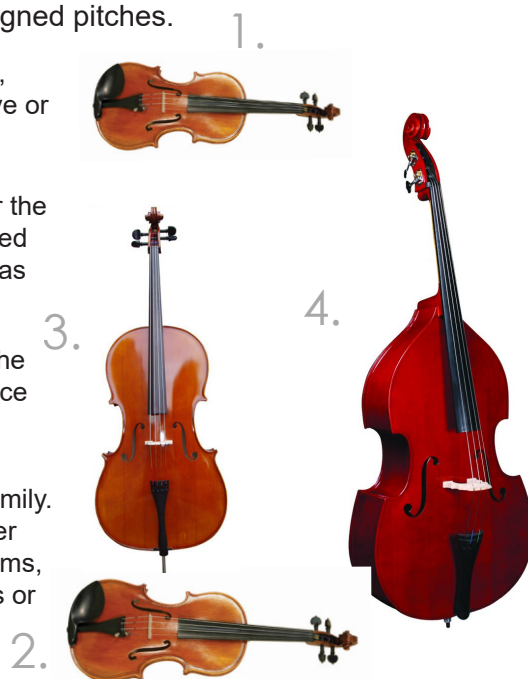 gned pitches.
1.
,
ve or
r the
ed
as
4.
3.
he
ce
mily.
er
ms,
s or
2.